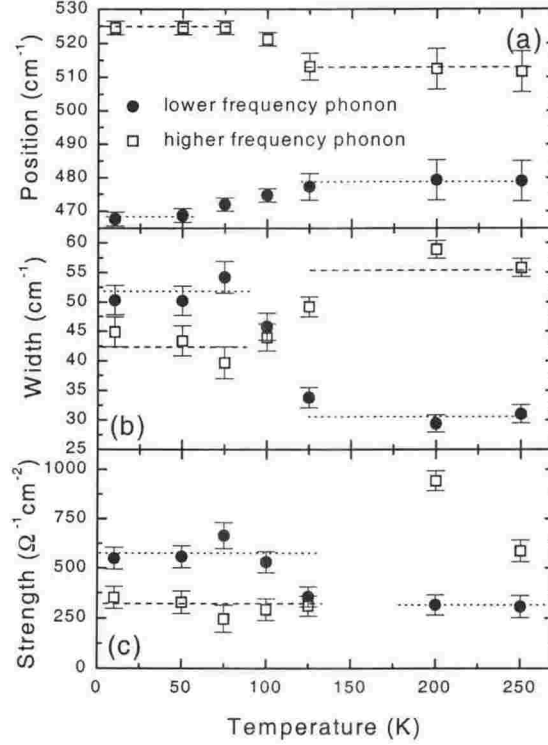 530
(a)
520
510
500
● lower frequency phonon
490
□ higher frequency phonon
480
470
Position (cm⁻¹)
60
55
50
45
40
35
30
25
(b)
Width (cm⁻¹)
1000
750
500
250
0
(c)
Strength (Ω⁻¹cm⁻²)
0 50 100 150 200 250
Temperature (K)